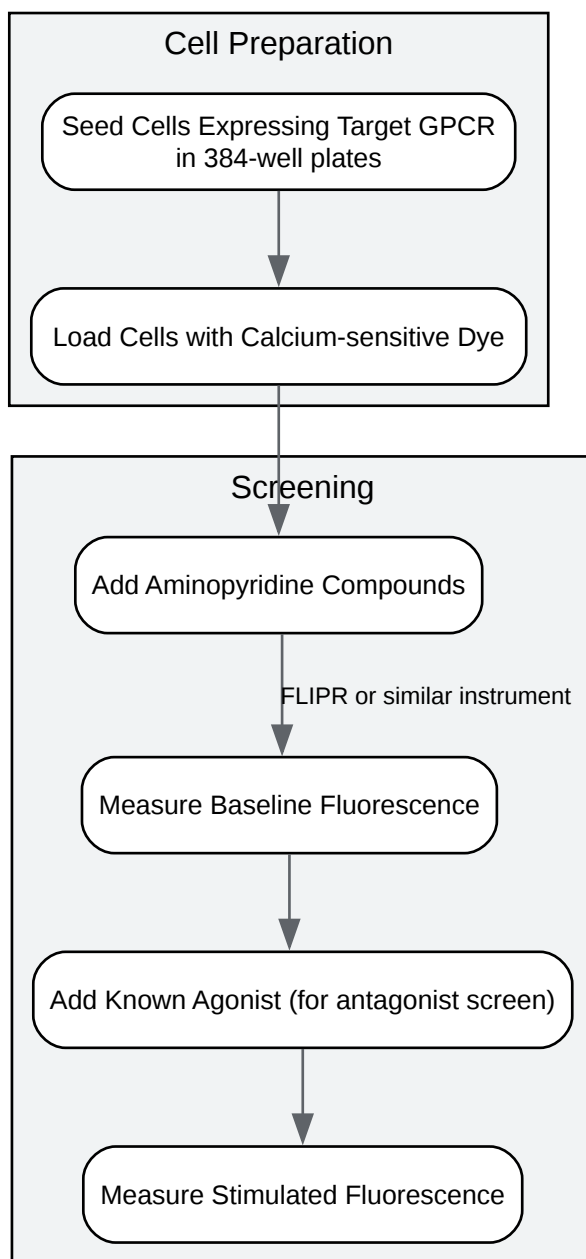 Cell Preparation
Seed Cells Expressing Target GPCR
in 384-well plates
Load Cells with Calcium-sensitive Dye
Screening
Add Aminopyridine Compounds
FLIPR or similar instrument
Measure Baseline Fluorescence
Add Known Agonist (for antagonist screen)
Measure Stimulated Fluorescence